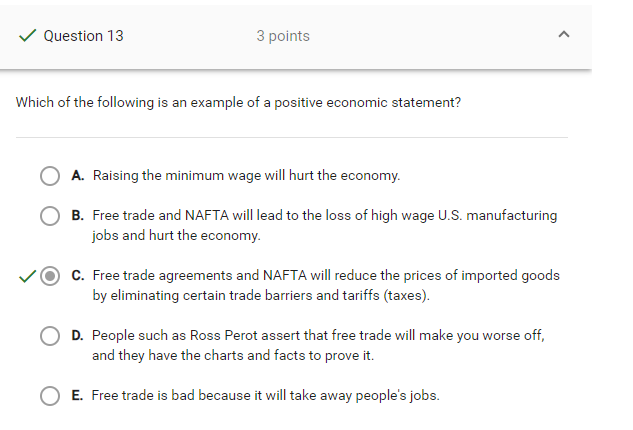 Question 13 3 points
Which of the following is an example of a positive economic statement?
A. Raising the minimum wage will hurt the economy.
B. Free trade and NAFTA will lead to the loss of high wage U.S. manufacturing
jobs and hurt the economy.
C. Free trade agreements and NAFTA will reduce the prices of imported goods
by eliminating certain trade barriers and tariffs (taxes).
D. People such as Ross Perot assert that free trade will make you worse off,
and they have the charts and facts to prove it.
E. Free trade is bad because it will take away people's jobs.